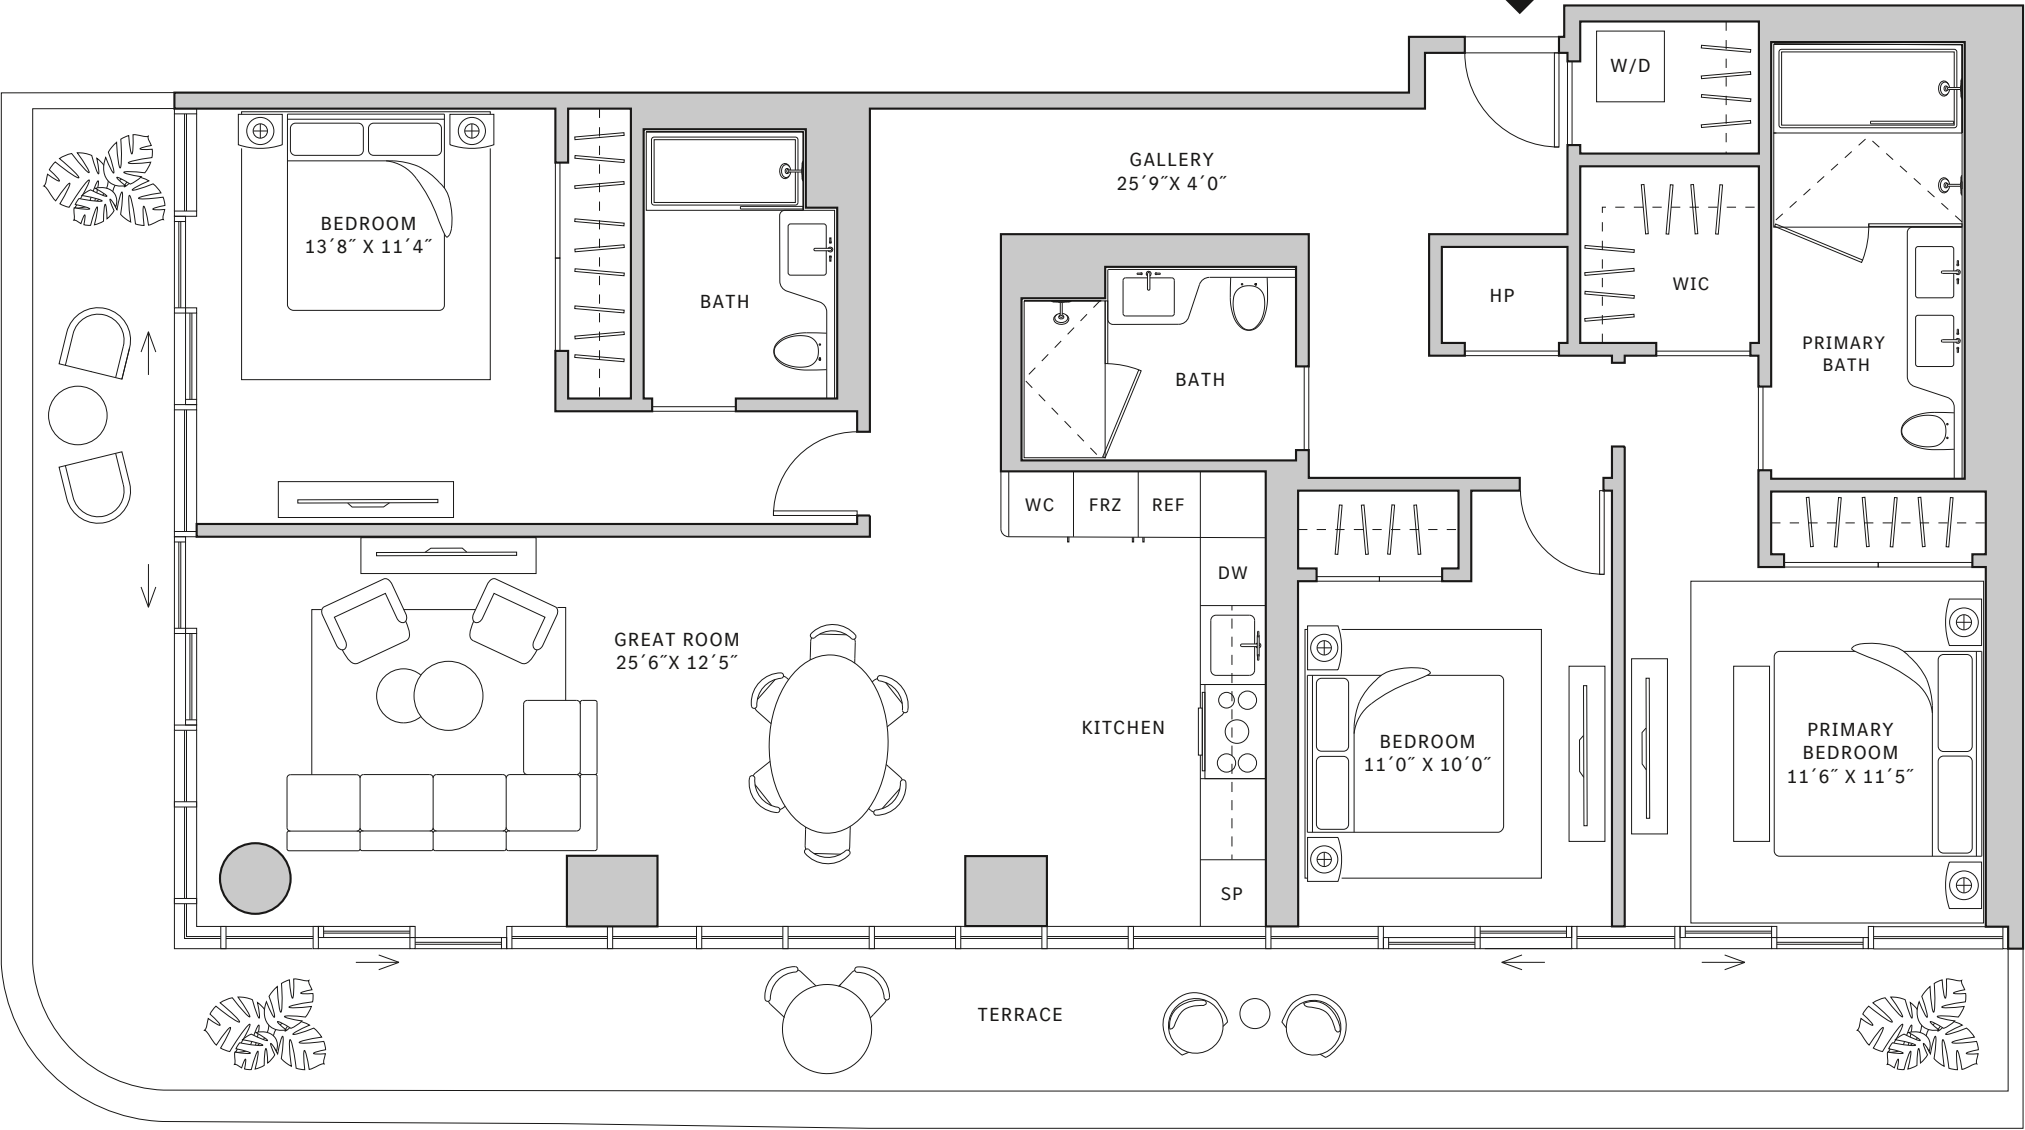 W/D
GALLERY
25´9˝X 4´0˝
BEDROOM
13´8˝ X 11´4˝
BATH
HP
WIC
PRIMARY
BATH
BATH
WC
FRZ
REF
DW
GREAT ROOM
25´6˝X 12´5˝
KITCHEN
BEDROOM
11´0˝ X 10´0˝
PRIMARY
BEDROOM
11´6˝ X 11´5˝
SP
TERRACE